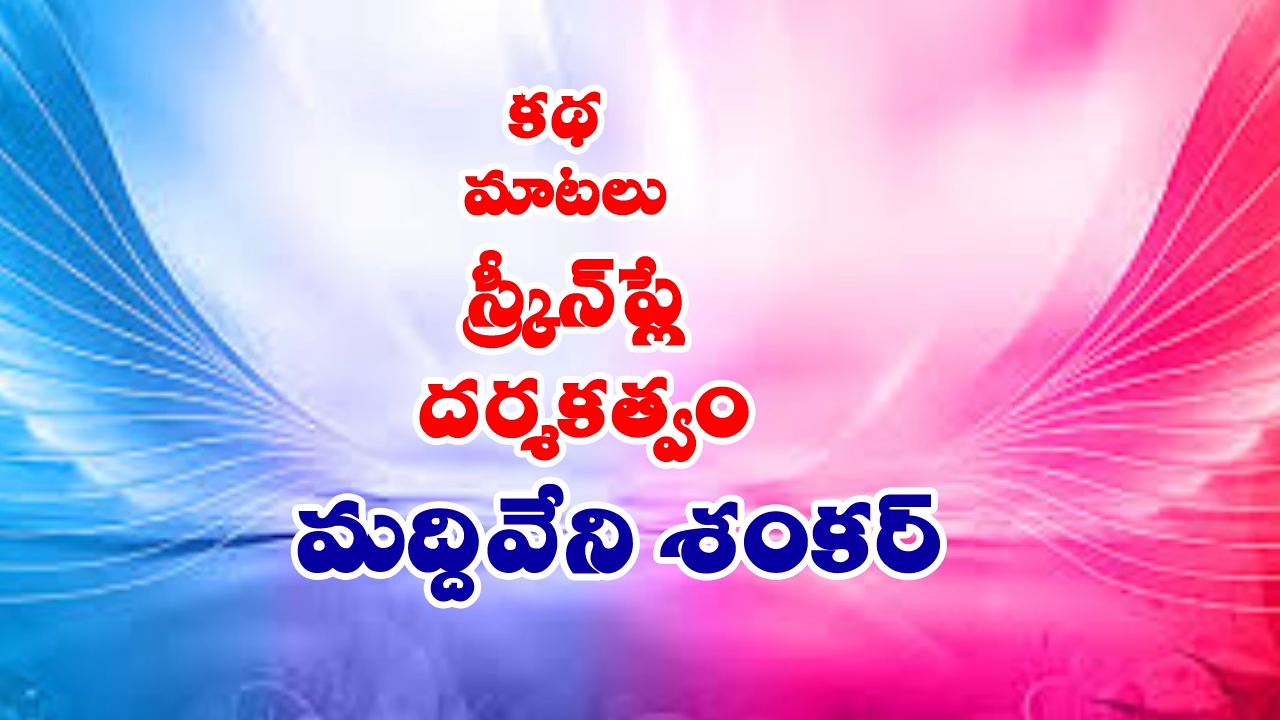 కథ
మాటలు
స్క్రీన్‌ప్లే
దర్శకత్వం
మద్దివేని శంకర్